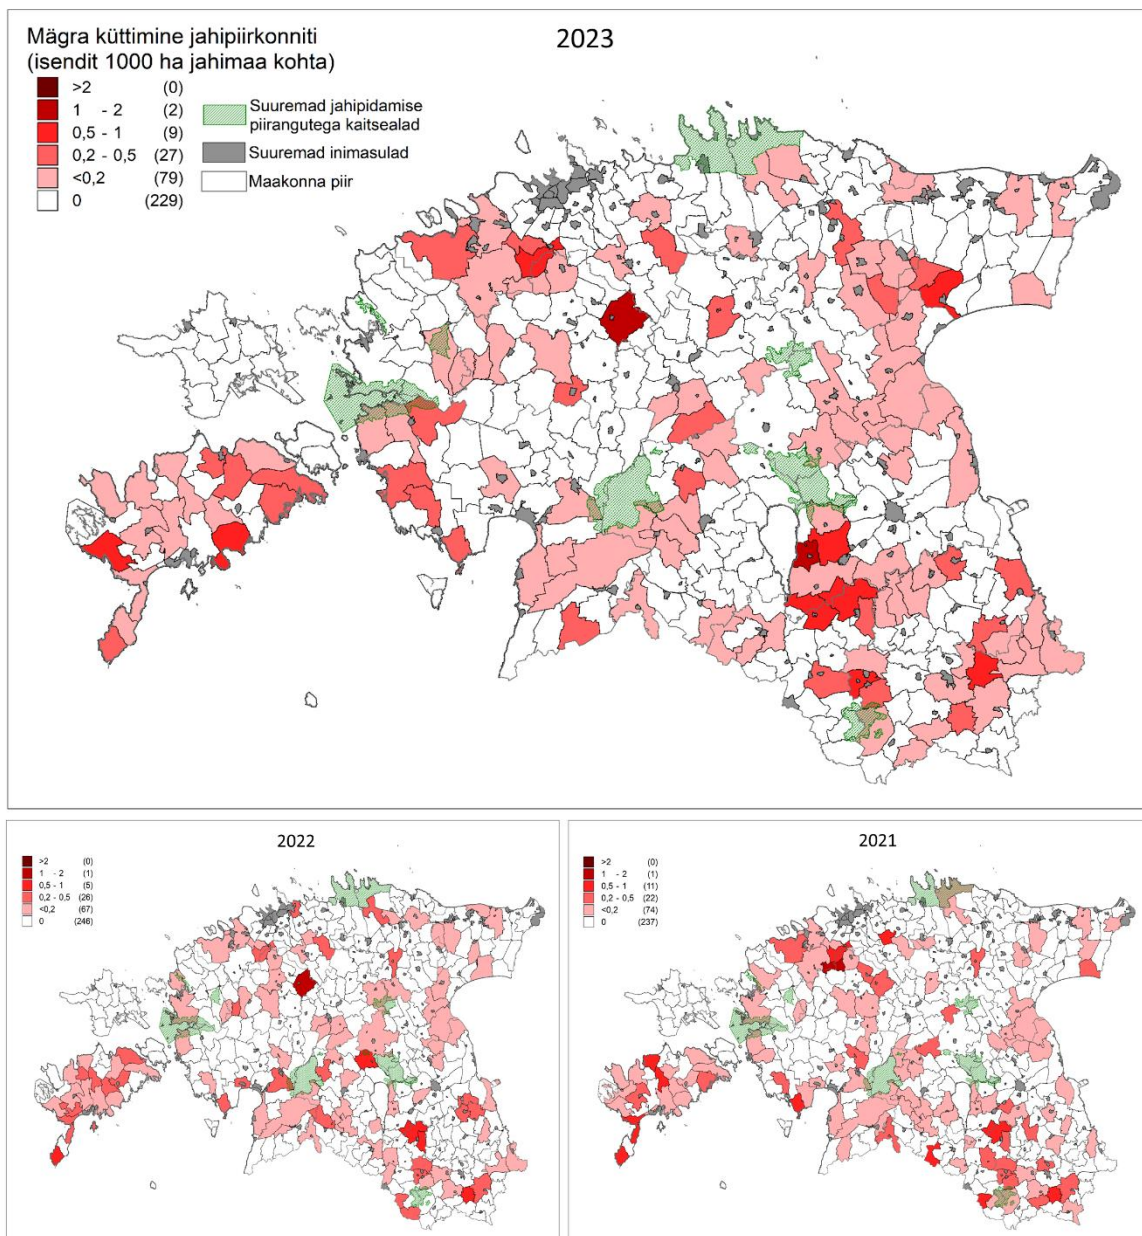 Mägra küttimine jahipiirkonniti
(isendit 1000 ha jahimaa kohta)
2023
>2 (0)
1 - 2 (2)
0,5 - 1 (9)
0,2 - 0,5 (27)
<0,2 (79)
0 (229)
Suuremad jahipidamise
piirangutega kaitsealad
Suuremad inimasulad
Maakonna piir
2022
>2 (0)
1 - 2 (1)
0,5 - 1 (5)
0,2 - 0,5 (26)
<0,2 (67)
0 (246)
2021
>2 (0)
1 - 2 (1)
0,5 - 1 (11)
0,2 - 0,5 (22)
<0,2 (74)
0 (237)